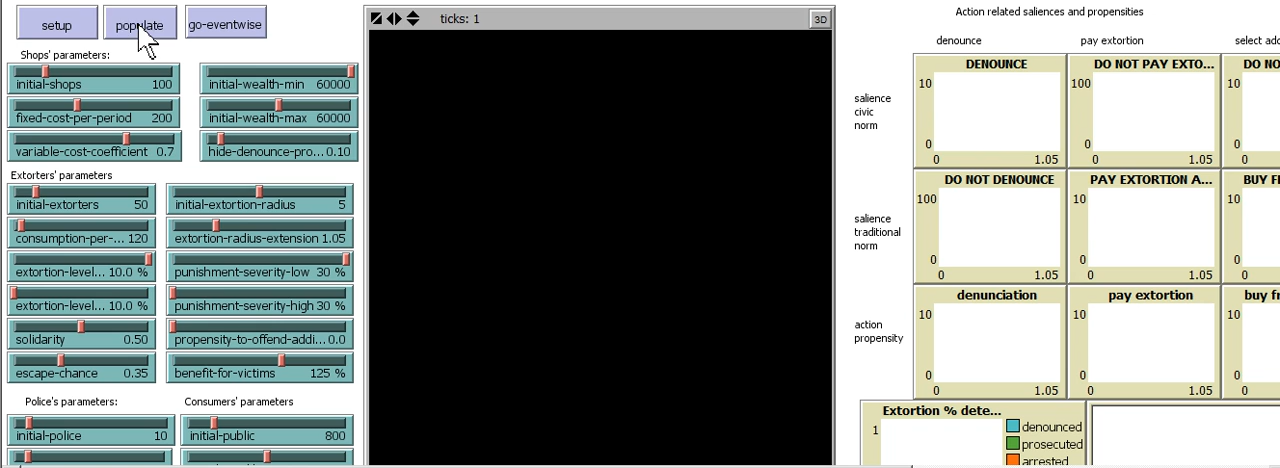 setup
populate
go-eventwise
Shops' parameters:
initial-shops 100
initial-wealth-min 60000
fixed-cost-per-period 200
initial-wealth-max 60000
variable-cost-coefficient 0.7
hide-denounce-pro... 0.10
Extorters' parameters
initial-extorters 50
initial-extortion-radius 5
consumption-per-... 120
extortion-radius-extension 1.05
extortion-level... 10.0 %
punishment-severity-low 30 %
extortion-level... 10.0 %
punishment-severity-high 30 %
solidarity 0.50
propensity-to-offend-addi... 0.0
escape-chance 0.35
benefit-for-victims 125 %
Police's parameters:
Consumers' parameters
initial-police 10
initial-public 800
ticks: 1
3D
Action related saliences and propensities
denounce
pay extortion
select add
salience
civic
norm
DENOUNCE
10
0
0 1.05
DO NOT PAY EXTO...
100
0
0 1.05
DO NO
10
0
0
salience
traditional
norm
DO NOT DENOUNCE
100
0
0 1.05
PAY EXTORTION A...
10
0
0 1.05
BUY F
10
0
0
action
propensity
denunciation
10
0
0 1.05
pay extortion
10
0
0 1.05
buy fr
10
0
0
Extortion % dete...
1
denounced
prosecuted
arrested